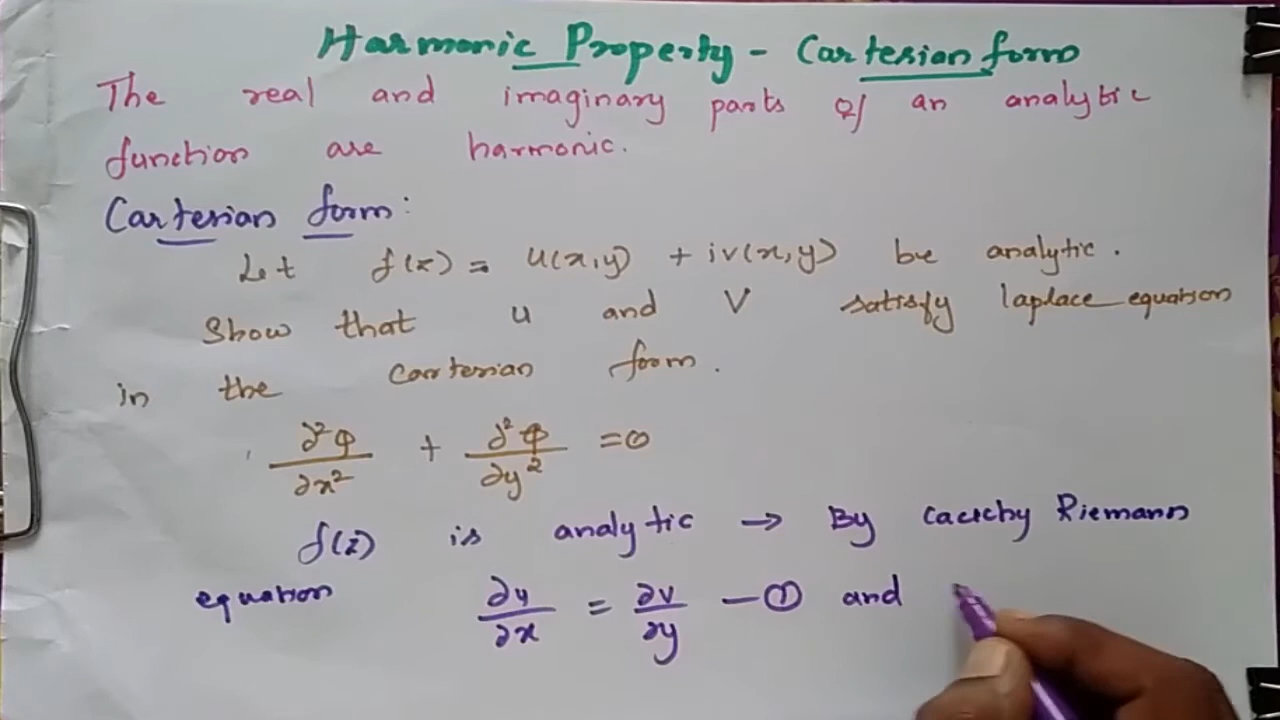 Harmonic Property - Cartesian form
The real and imaginary parts of an analytic
function are harmonic.
Cartesian form:
Let f(z) = u(x,y) + iv(x,y) be analytic.
Show that u and v satisfy laplace equation
in the cartesian form.
∂²φ/∂x² + ∂²φ/∂y² = 0
f(z) is analytic → By Cauchy Riemann
equation ∂u/∂x = ∂v/∂y — ① and